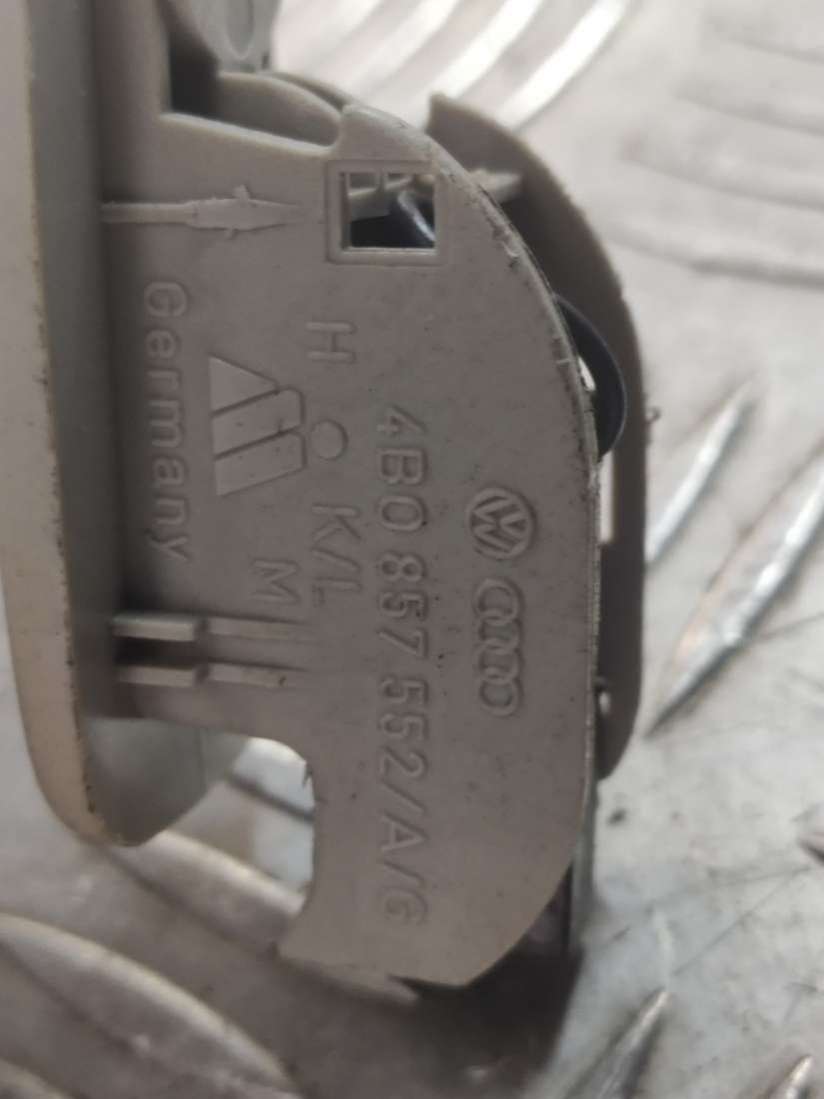 4B0 857 552/A/G
H ● K/L
M
Germany